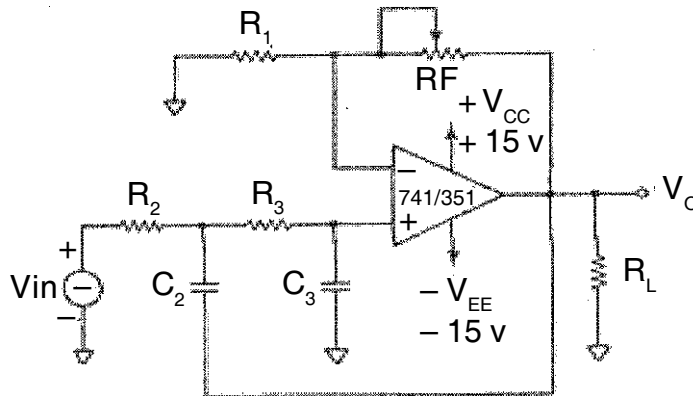 R1
RF
+ VCC
+ 15 v
−
741/351
+
VO
R2
R3
+
Vin
−
−
C2
C3
− VEE
− 15 v
RL